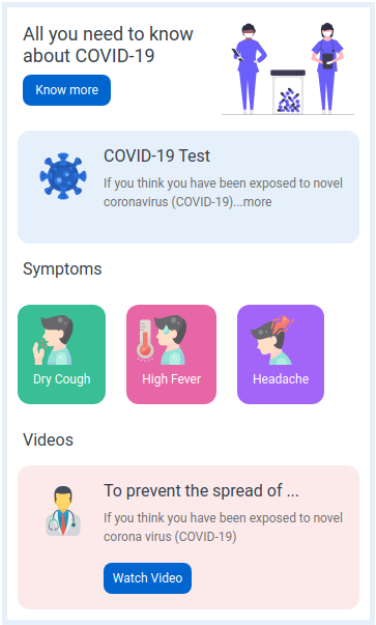 All you need to know
about COVID-19
Know more
COVID-19 Test
If you think you have been exposed to novel
coronavirus (COVID-19)...more
Symptoms
Dry Cough
High Fever
Headache
Videos
To prevent the spread of ...
If you think you have been exposed to novel
corona virus (COVID-19)
Watch Video